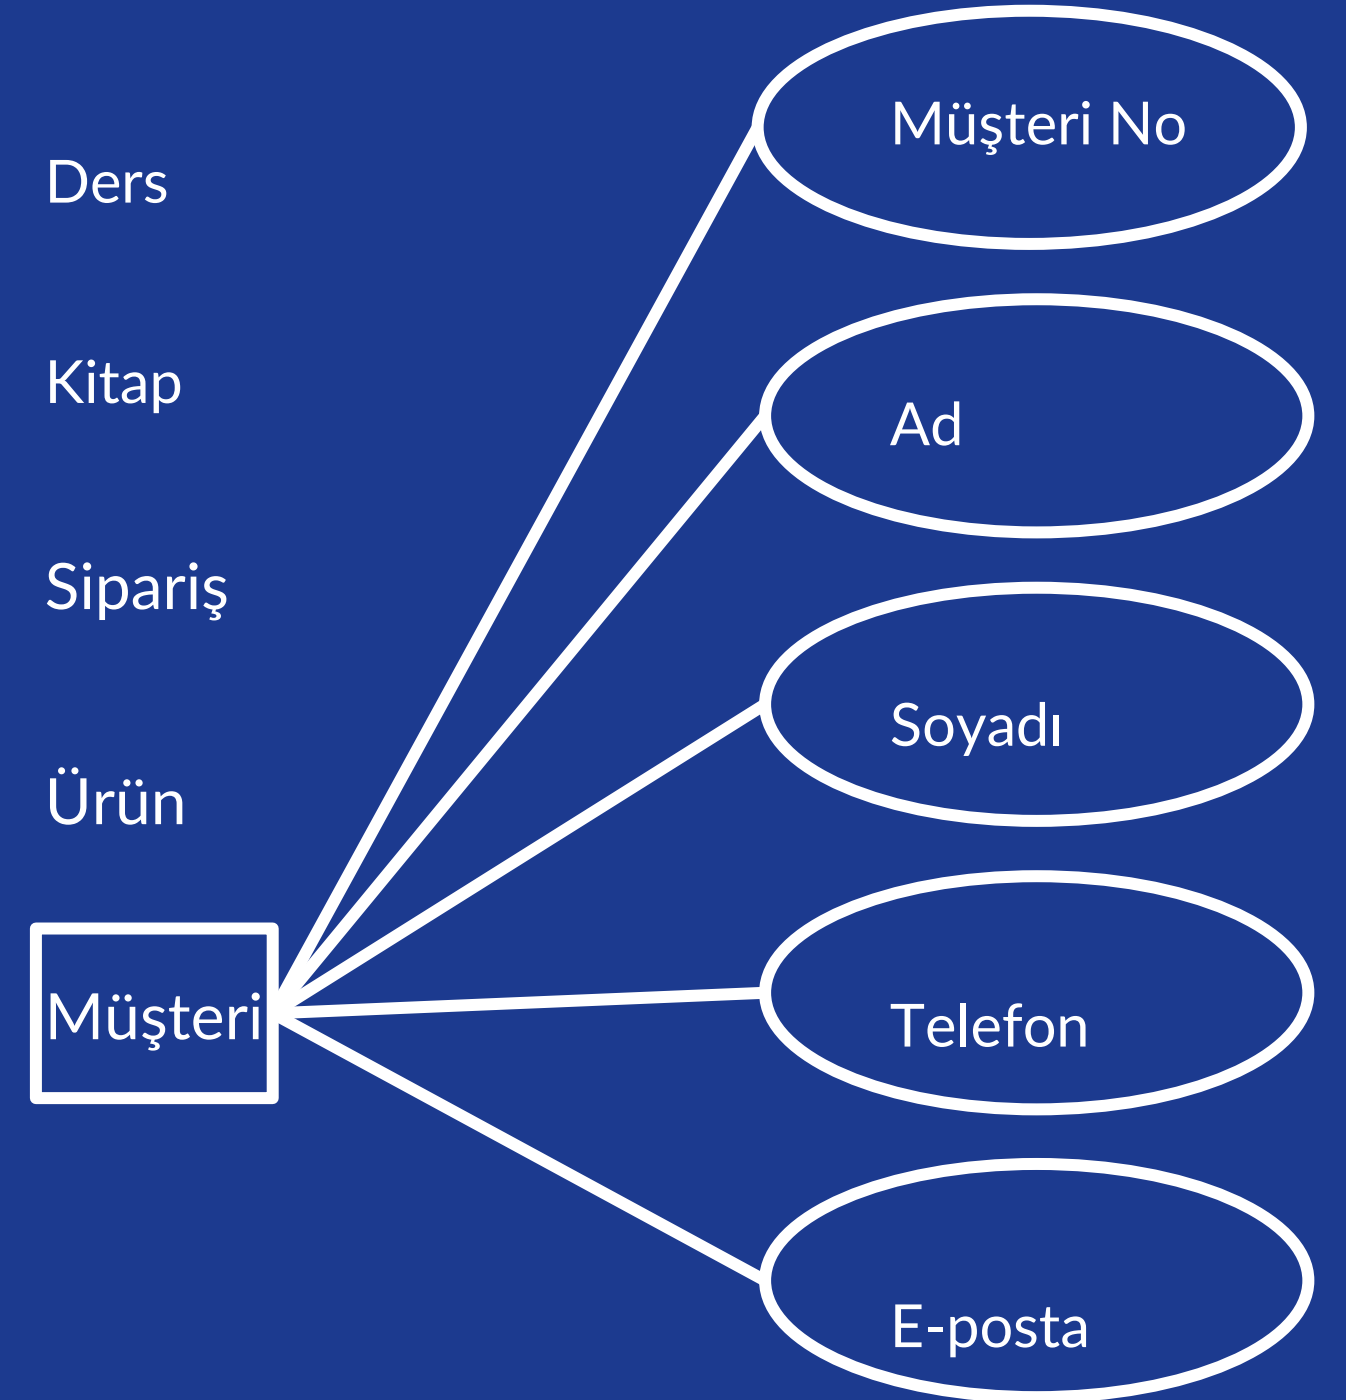 Ders
Kitap
Sipariş
Ürün
Müşteri
Müşteri No
Ad
Soyadı
Telefon
E-posta